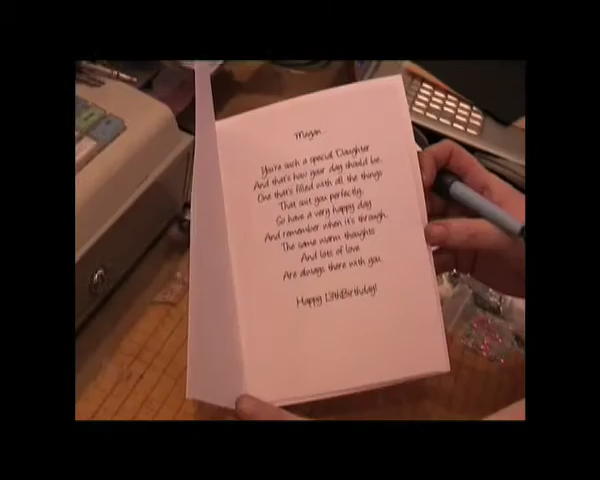 Megan...
You're such a special Daughter
And that's how your day should be.
One that's filled with all the things
That suit you perfectly.
So have a very happy day
And remember when it's through,
The same warm thoughts
And lots of love
Are always there with you.
Happy 13thBirthday!